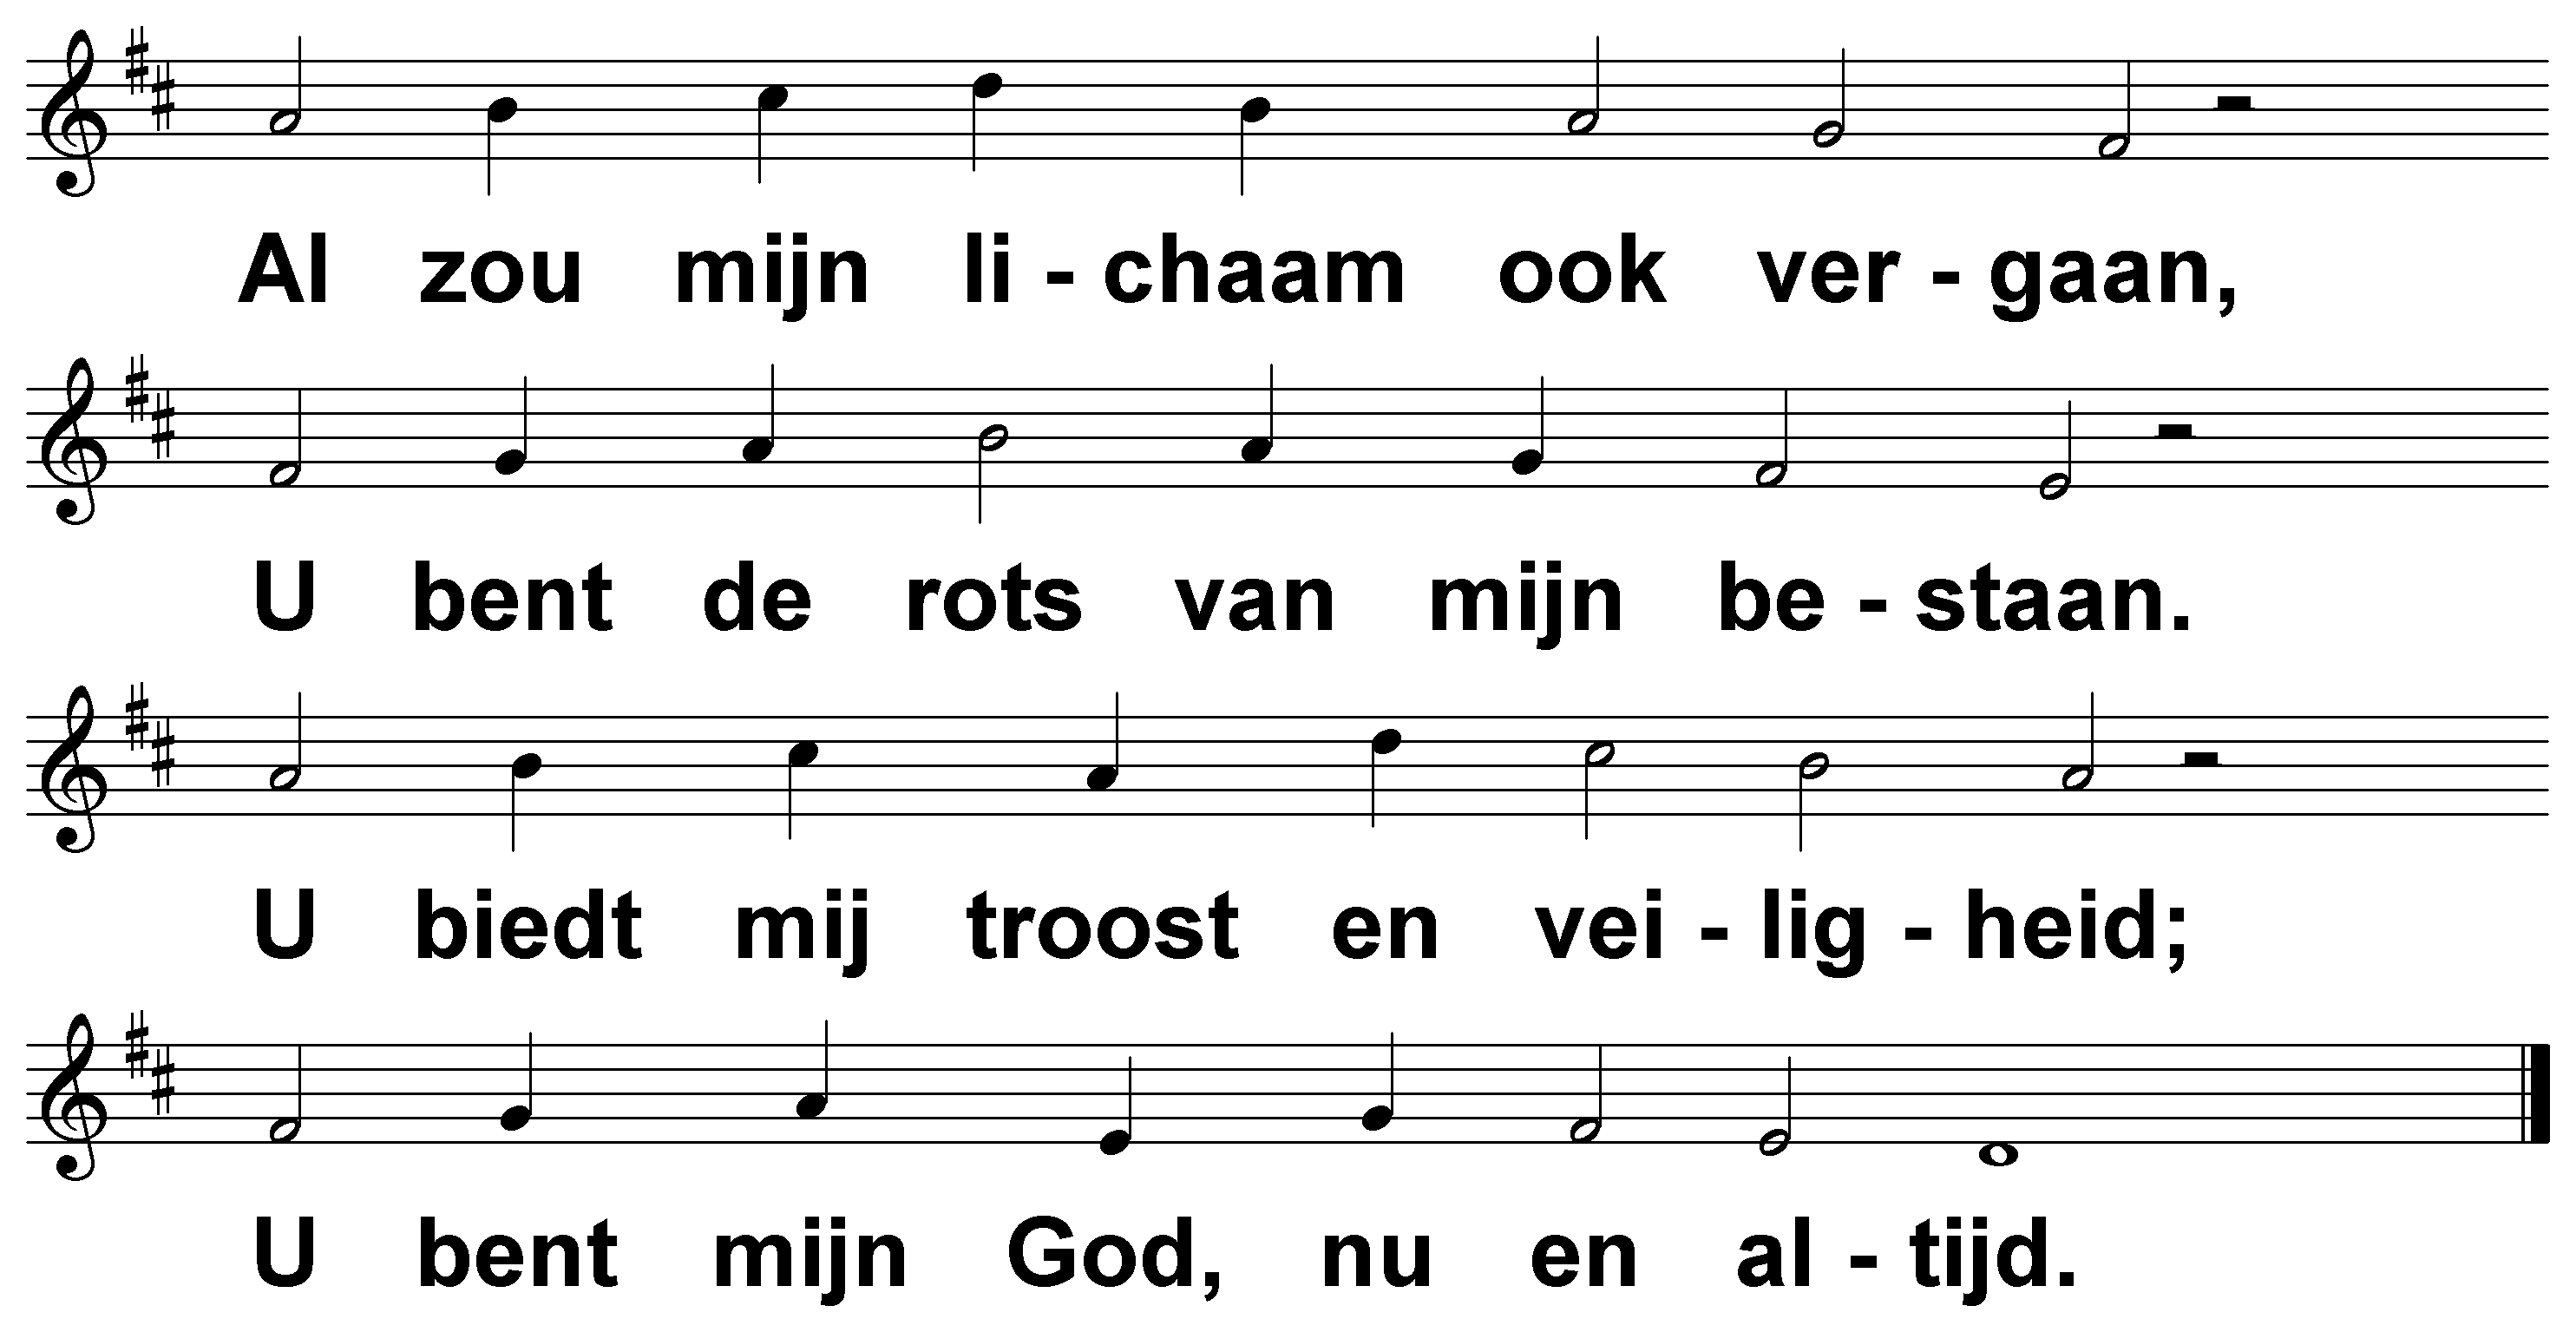 Al zou mijn li - chaam ook ver - gaan,
U bent de rots van mijn be - staan.
U biedt mij troost en vei - lig - heid;
U bent mijn God, nu en al - tijd.